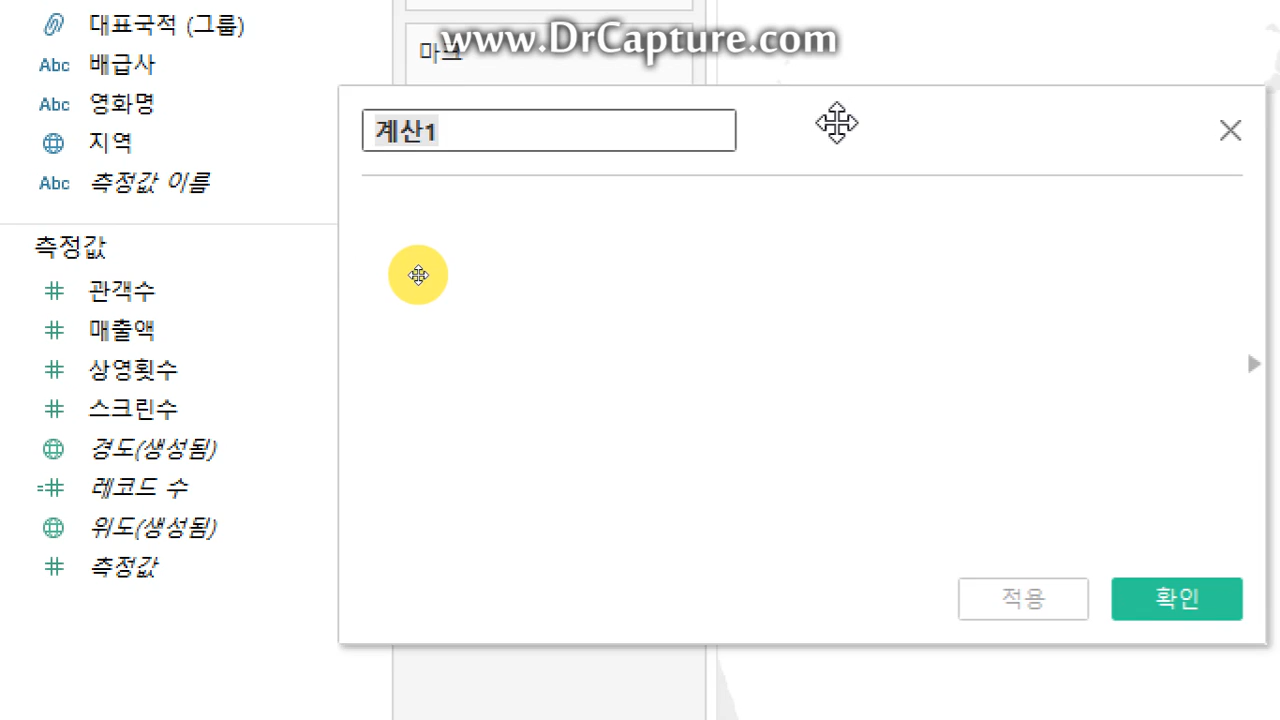 대표국적 (그룹)
Abc 배급사
Abc 영화명
지역
Abc 측정값 이름
측정값
관객수
매출액
상영횟수
스크린수
경도(생성됨)
레코드 수
위도(생성됨)
측정값
마크
www.DrCapture.com
계산1
적용
확인